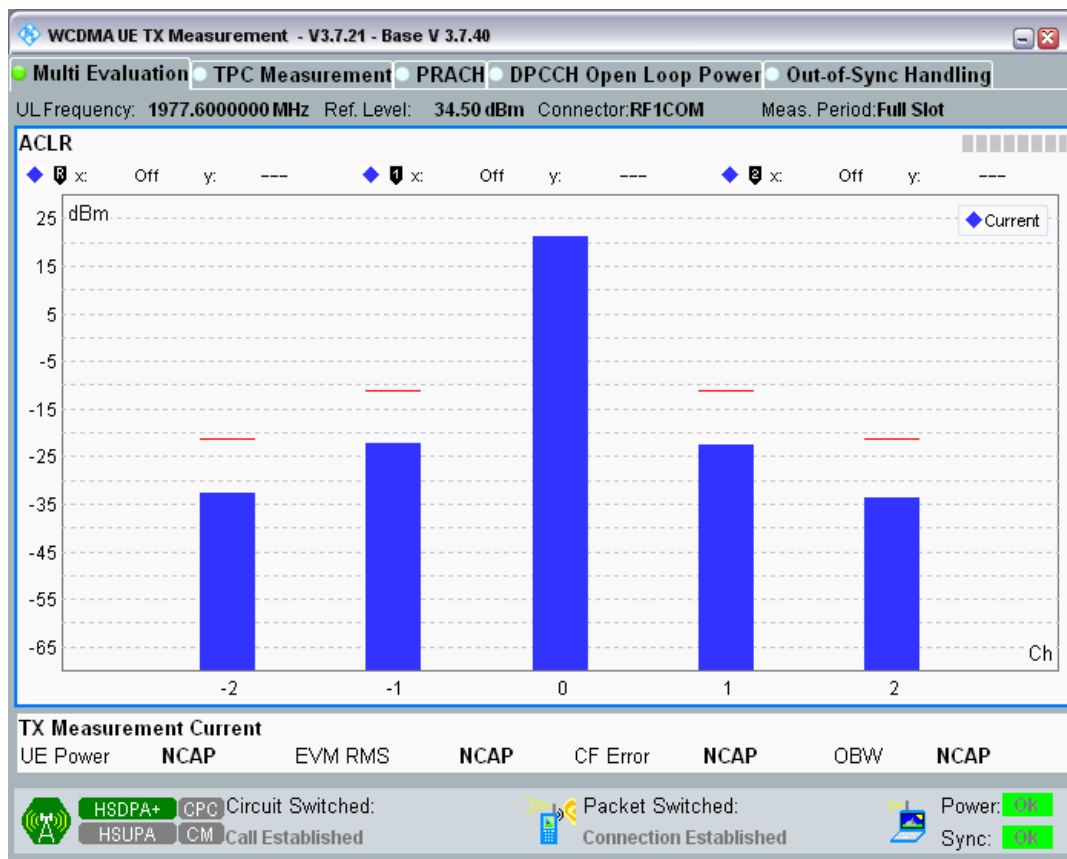 WCDMA UE TX Measurement - V3.7.21 - Base V 3.7.40
Multi Evaluation TPC Measurement PRACH DPCCH Open Loop Power Out-of-Sync Handling
UL Frequency: 1977.6000000 MHz Ref. Level: 34.50 dBm Connector:RF1COM Meas. Period:Full Slot
ACLR
R x: Off y: --- 1 x: Off y: --- 2 x: Off y: ---
dBm
Current
25
15
5
-5
-15
-25
-35
-45
-55
-65
Ch
-2 -1 0 1 2
TX Measurement Current
UE Power NCAP EVM RMS NCAP CF Error NCAP OBW NCAP
HSDPA+ CPC Circuit Switched: Packet Switched: Power: Ok
HSUPA CM Call Established Connection Established Sync: Ok